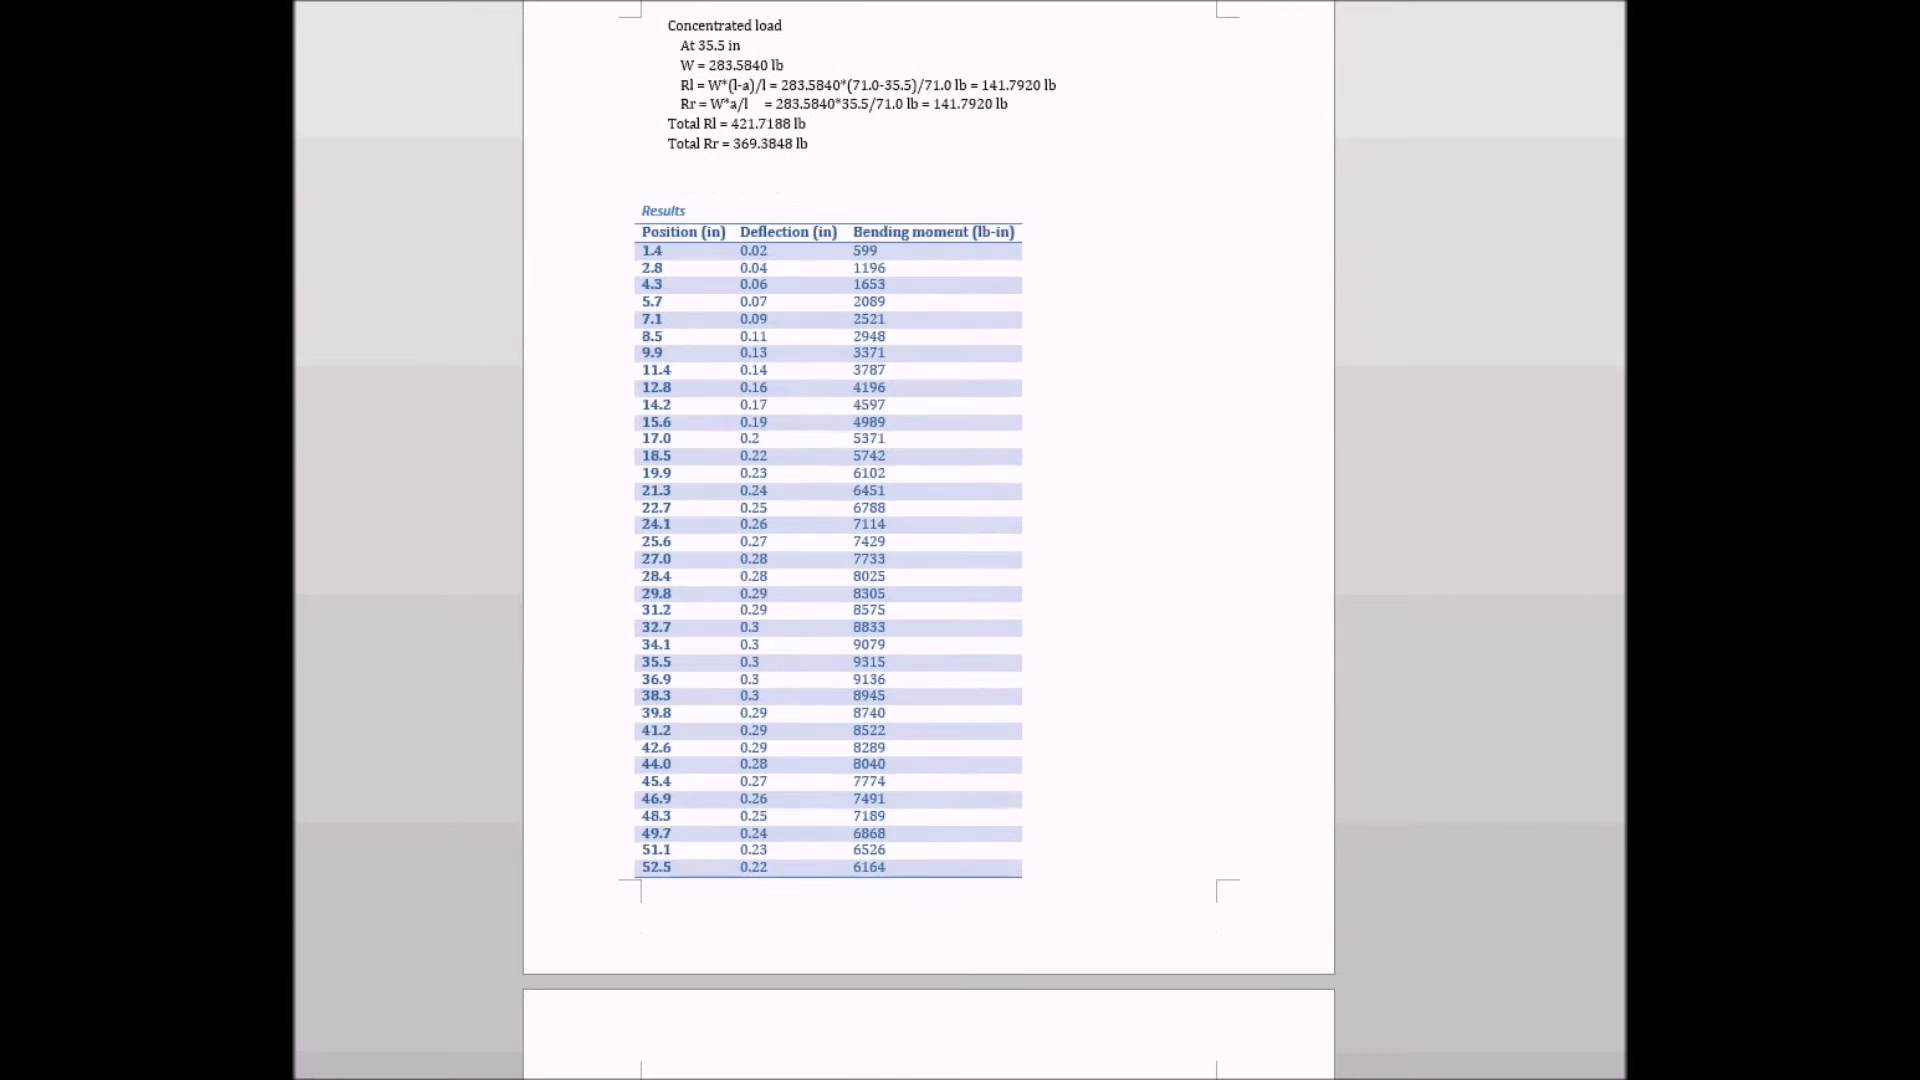 Concentrated load
At 35.5 in
W = 283.5840 lb
Rl = W*(l-a)/l = 283.5840*(71.0-35.5)/71.0 lb = 141.7920 lb
Rr = W*a/l = 283.5840*35.5/71.0 lb = 141.7920 lb
Total Rl = 421.7188 lb
Total Rr = 369.3848 lb
Results
Position (in) Deflection (in) Bending moment (lb-in)
1.4 0.02 599
2.8 0.04 1196
4.3 0.06 1653
5.7 0.07 2089
7.1 0.09 2521
8.5 0.11 2948
9.9 0.13 3371
11.4 0.14 3787
12.8 0.16 4196
14.2 0.17 4597
15.6 0.19 4989
17.0 0.2 5371
18.5 0.22 5742
19.9 0.23 6102
21.3 0.24 6451
22.7 0.25 6788
24.1 0.26 7114
25.6 0.27 7429
27.0 0.28 7733
28.4 0.28 8025
29.8 0.29 8305
31.2 0.29 8575
32.7 0.3 8833
34.1 0.3 9079
35.5 0.3 9315
36.9 0.3 9136
38.3 0.3 8945
39.8 0.29 8740
41.2 0.29 8522
42.6 0.29 8289
44.0 0.28 8040
45.4 0.27 7774
46.9 0.26 7491
48.3 0.25 7189
49.7 0.24 6868
51.1 0.23 6526
52.5 0.22 6164